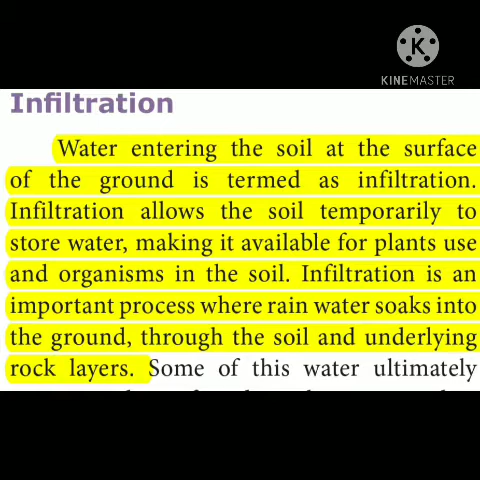 KINEMASTER
Infiltration
Water entering the soil at the surface
of the ground is termed as infiltration.
Infiltration allows the soil temporarily to
store water, making it available for plants use
and organisms in the soil. Infiltration is an
important process where rain water soaks into
the ground, through the soil and underlying
rock layers. Some of this water ultimately